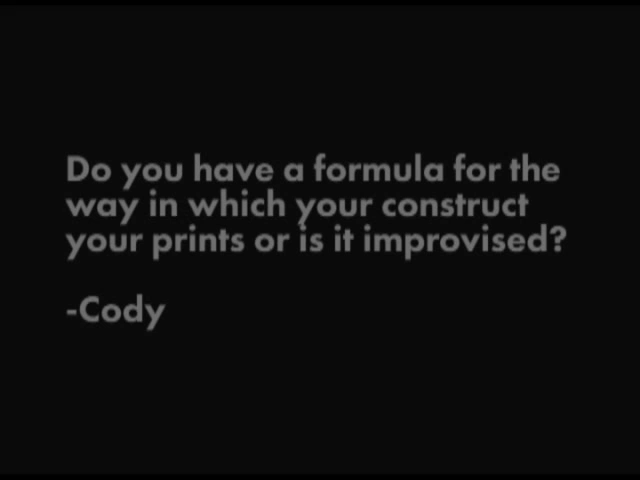 Do you have a formula for the
way in which your construct
your prints or is it improvised?
-Cody